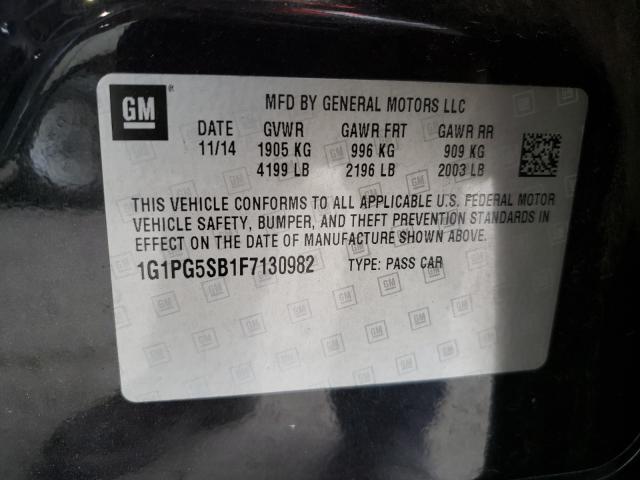 GM
MFD BY GENERAL MOTORS LLC
DATE GVWR GAWR FRT GAWR RR
11/14 1905 KG 996 KG 909 KG
4199 LB 2196 LB 2003 LB
THIS VEHICLE CONFORMS TO ALL APPLICABLE U.S. FEDERAL MOTOR
VEHICLE SAFETY, BUMPER, AND THEFT PREVENTION STANDARDS IN
EFFECT ON THE DATE OF MANUFACTURE SHOWN ABOVE.
1G1PG5SB1F7130982 TYPE: PASS CAR